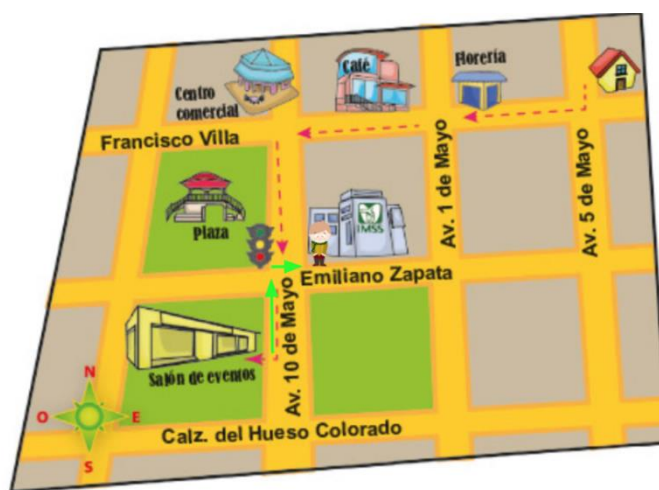 Centro
comercial
Café
Florería
Francisco Villa
Av. 1 de Mayo
Av. 5 de Mayo
Plaza
IMSS
Emiliano Zapata
Av. 10 de Mayo
Salón de eventos
N
O
E
S
Calz. del Hueso Colorado